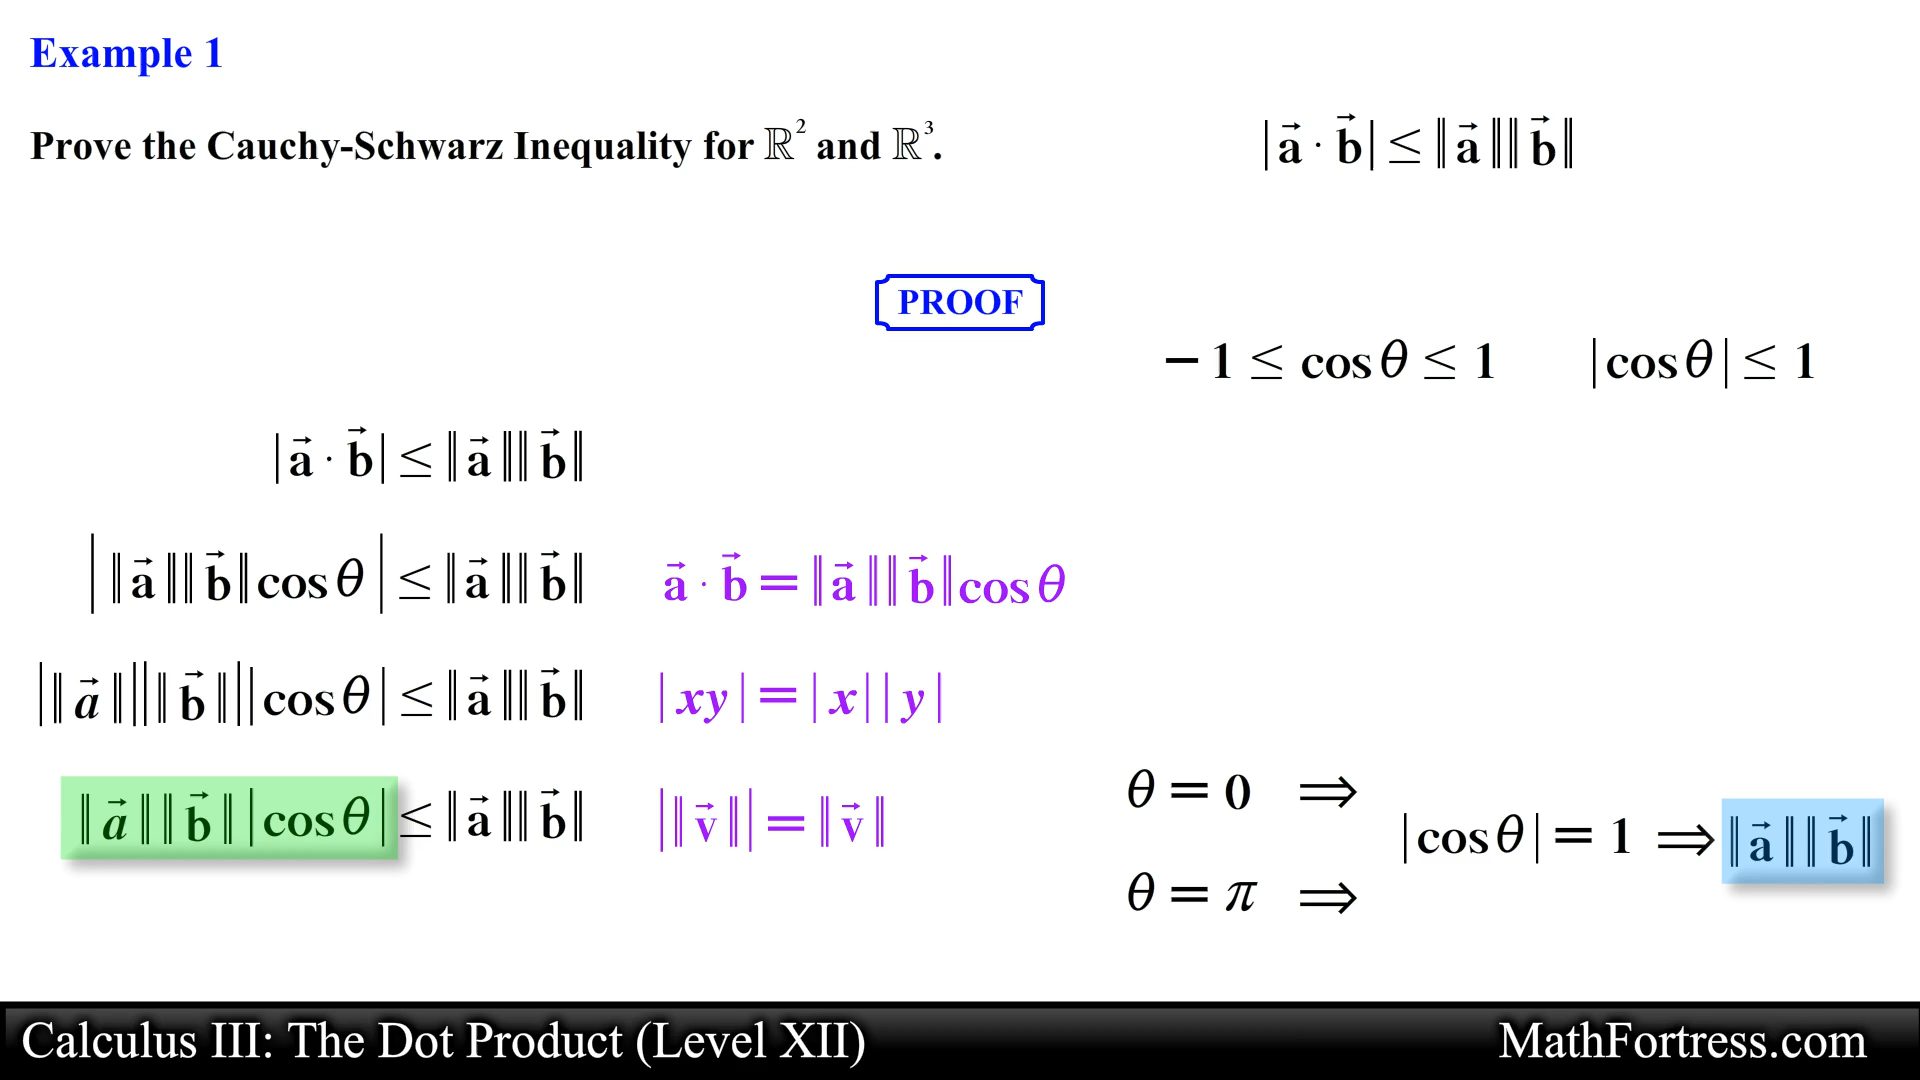 Example 1
Prove the Cauchy-Schwarz Inequality for ℝ² and ℝ³.
|a⃗ · b⃗| ≤ ‖a⃗‖‖b⃗‖
PROOF
−1 ≤ cos θ ≤ 1
|cos θ| ≤ 1
|a⃗ · b⃗| ≤ ‖a⃗‖‖b⃗‖
|‖a⃗‖‖b⃗‖cos θ| ≤ ‖a⃗‖‖b⃗‖
a⃗ · b⃗ = ‖a⃗‖‖b⃗‖cos θ
|‖a⃗‖||‖b⃗‖||cos θ| ≤ ‖a⃗‖‖b⃗‖
|xy| = |x||y|
‖a⃗‖‖b⃗‖|cos θ| ≤ ‖a⃗‖‖b⃗‖
|‖v⃗‖| = ‖v⃗‖
θ = 0 ⇒
|cos θ| = 1 ⇒ ‖a⃗‖‖b⃗‖
θ = π ⇒
Calculus III: The Dot Product (Level XII)
MathFortress.com